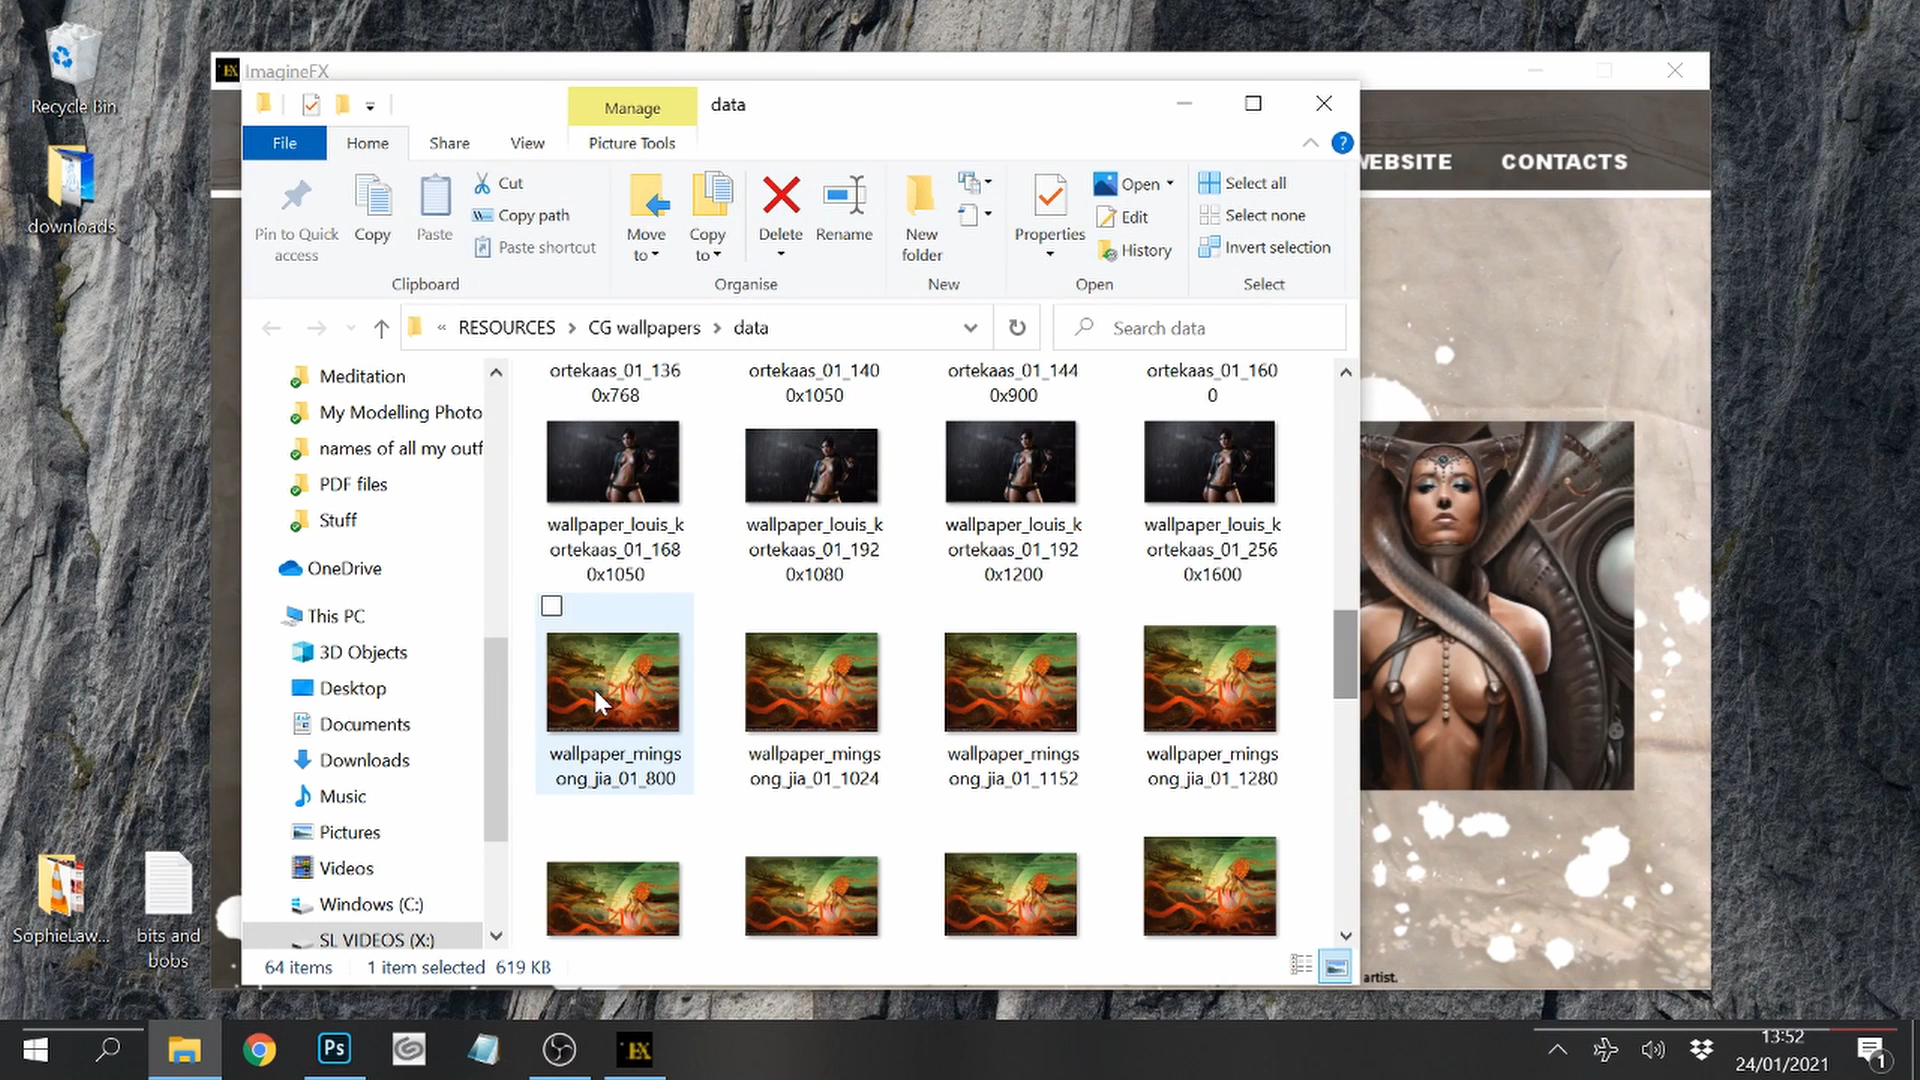 Recycle Bin
downloads
SophieLaw...
bits and
bobs
EX ImagineFX
WEBSITE CONTACTS
artist.
Manage data
File Home Share View Picture Tools
Pin to Quick
access
Copy
Paste
Cut
Copy path
Paste shortcut
Clipboard
Move
to
Copy
to
Delete
Rename
Organise
New
folder
New
Properties
Open
Edit
History
Open
Select all
Select none
Invert selection
Select
« RESOURCES > CG wallpapers > data
Search data
Meditation
My Modelling Photo
names of all my outf
PDF files
Stuff
OneDrive
This PC
3D Objects
Desktop
Documents
Downloads
Music
Pictures
Videos
Windows (C:)
SL VIDEOS (X:)
ortekaas_01_136
0x768
ortekaas_01_140
0x1050
ortekaas_01_144
0x900
ortekaas_01_160
0
wallpaper_louis_k
ortekaas_01_168
0x1050
wallpaper_louis_k
ortekaas_01_192
0x1080
wallpaper_louis_k
ortekaas_01_192
0x1200
wallpaper_louis_k
ortekaas_01_256
0x1600
wallpaper_mings
ong_jia_01_800
wallpaper_mings
ong_jia_01_1024
wallpaper_mings
ong_jia_01_1152
wallpaper_mings
ong_jia_01_1280
64 items 1 item selected 619 KB
Ps
EX
13:52
24/01/2021
1